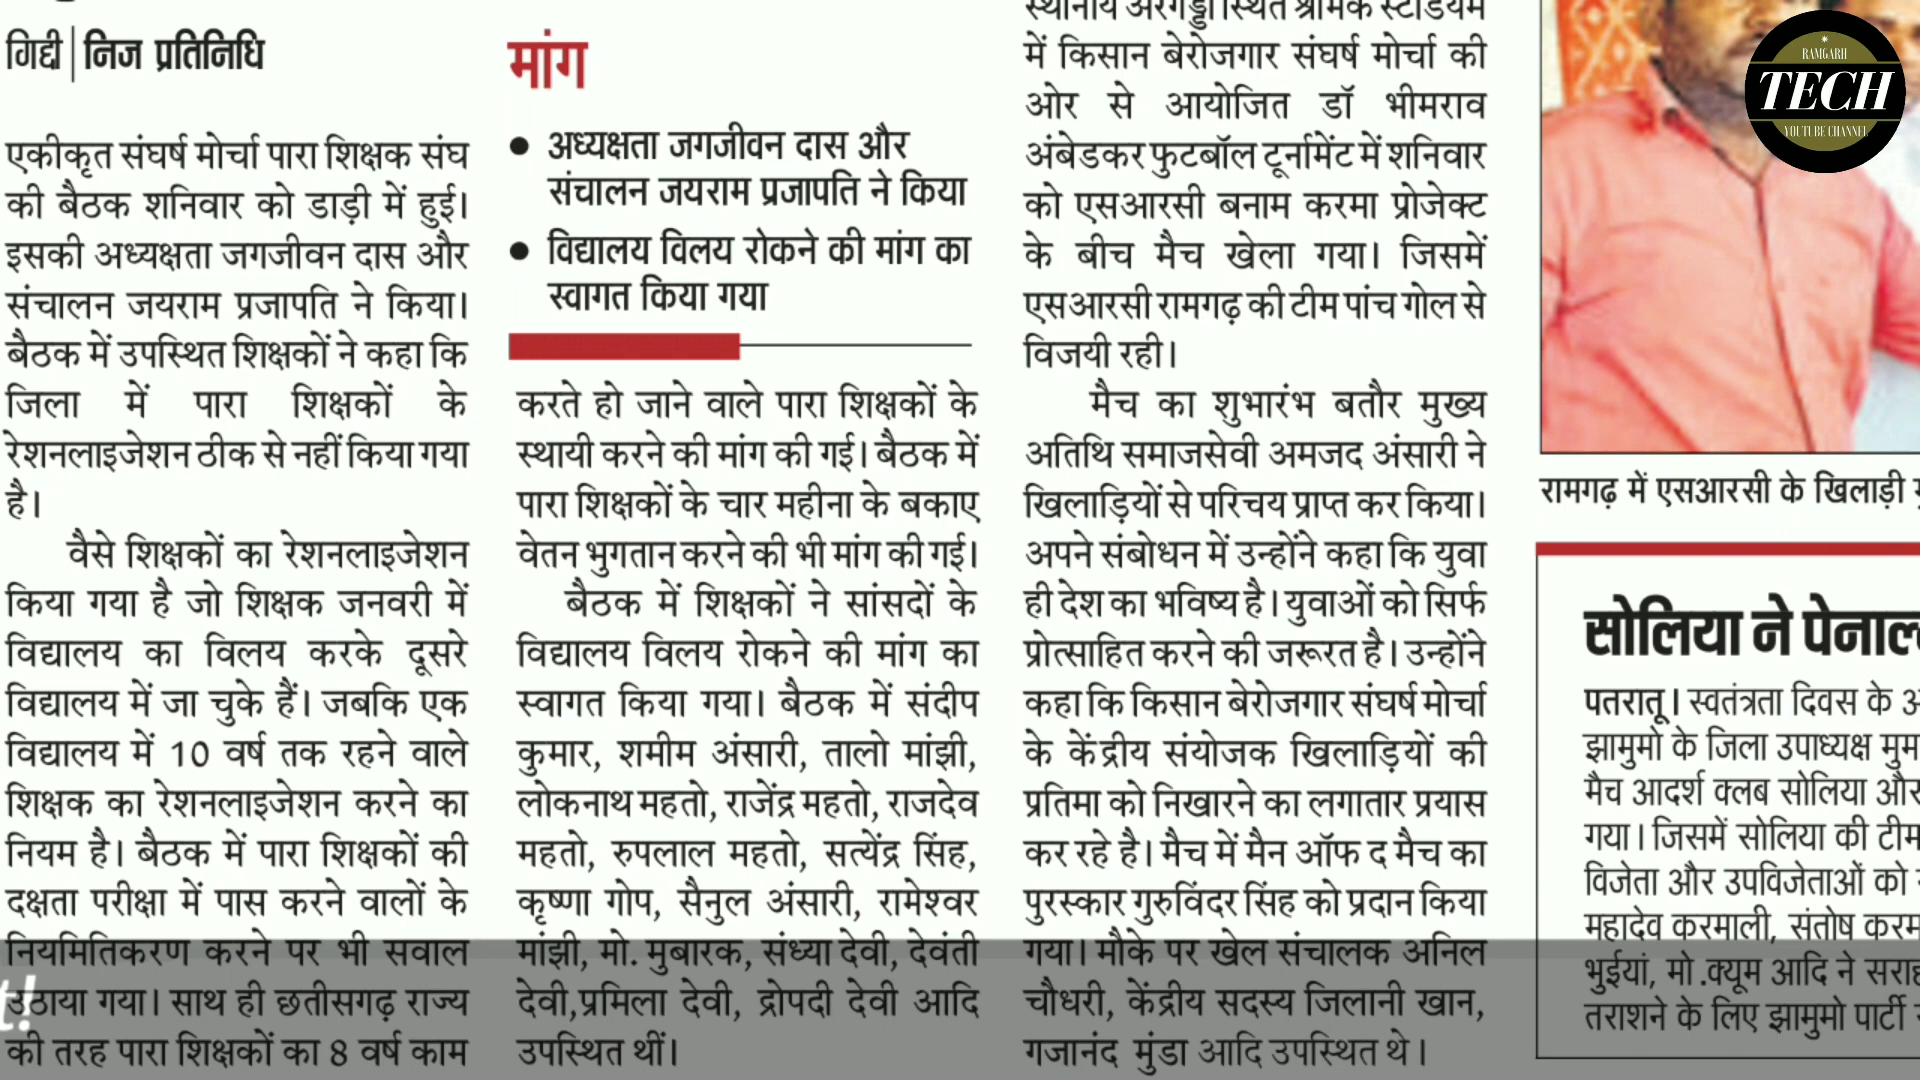 गिद्दी | निज प्रतिनिधि
एकीकृत संघर्ष मोर्चा पारा शिक्षक संघ
की बैठक शनिवार को डाड़ी में हुई।
इसकी अध्यक्षता जगजीवन दास और
संचालन जयराम प्रजापति ने किया।
बैठक में उपस्थित शिक्षकों ने कहा कि
जिला में पारा शिक्षकों के
रेशनलाइजेशन ठीक से नहीं किया गया
है।
वैसे शिक्षकों का रेशनलाइजेशन
किया गया है जो शिक्षक जनवरी में
विद्यालय का विलय करके दूसरे
विद्यालय में जा चुके हैं। जबकि एक
विद्यालय में 10 वर्ष तक रहने वाले
शिक्षक का रेशनलाइजेशन करने का
नियम है। बैठक में पारा शिक्षकों की
दक्षता परीक्षा में पास करने वालों के
नियमितिकरण करने पर भी सवाल
उठाया गया। साथ ही छतीसगढ़ राज्य
की तरह पारा शिक्षकों का 8 वर्ष काम
मांग
● अध्यक्षता जगजीवन दास और
संचालन जयराम प्रजापति ने किया
● विद्यालय विलय रोकने की मांग का
स्वागत किया गया
करते हो जाने वाले पारा शिक्षकों के
स्थायी करने की मांग की गई। बैठक में
पारा शिक्षकों के चार महीना के बकाए
वेतन भुगतान करने की भी मांग की गई।
बैठक में शिक्षकों ने सांसदों के
विद्यालय विलय रोकने की मांग का
स्वागत किया गया। बैठक में संदीप
कुमार, शमीम अंसारी, तालो मांझी,
लोकनाथ महतो, राजेंद्र महतो, राजदेव
महतो, रुपलाल महतो, सत्येंद्र सिंह,
कृष्णा गोप, सैनुल अंसारी, रामेश्वर
मांझी, मो. मुबारक, संध्या देवी, देवंती
देवी,प्रमिला देवी, द्रोपदी देवी आदि
उपस्थित थीं।
स्थानीय अरगड्डा स्थित श्रमिक स्टेडियम
में किसान बेरोजगार संघर्ष मोर्चा की
ओर से आयोजित डॉ भीमराव
अंबेडकर फुटबॉल टूर्नामेंट में शनिवार
को एसआरसी बनाम करमा प्रोजेक्ट
के बीच मैच खेला गया। जिसमें
एसआरसी रामगढ़ की टीम पांच गोल से
विजयी रही।
मैच का शुभारंभ बतौर मुख्य
अतिथि समाजसेवी अमजद अंसारी ने
खिलाड़ियों से परिचय प्राप्त कर किया।
अपने संबोधन में उन्होंने कहा कि युवा
ही देश का भविष्य है। युवाओं को सिर्फ
प्रोत्साहित करने की जरूरत है। उन्होंने
कहा कि किसान बेरोजगार संघर्ष मोर्चा
के केंद्रीय संयोजक खिलाड़ियों की
प्रतिमा को निखारने का लगातार प्रयास
कर रहे है। मैच में मैन ऑफ द मैच का
पुरस्कार गुरुविंदर सिंह को प्रदान किया
गया। मौके पर खेल संचालक अनिल
चौधरी, केंद्रीय सदस्य जिलानी खान,
गजानंद मुंडा आदि उपस्थित थे।
RAMGARH
TECH
YOUTUBE CHANNEL
रामगढ़ में एसआरसी के खिलाड़ी
सोलिया ने पेनाल
पतरातू। स्वतंत्रता दिवस के
झामुमो के जिला उपाध्यक्ष
मैच आदर्श क्लब सोलिया और
गया। जिसमें सोलिया की टीम
विजेता और उपविजेताओं को
महादेव करमाली, संतोष
भुईयां, मो.क्यूम आदि ने
तराशने के लिए झामुमो पार्टी